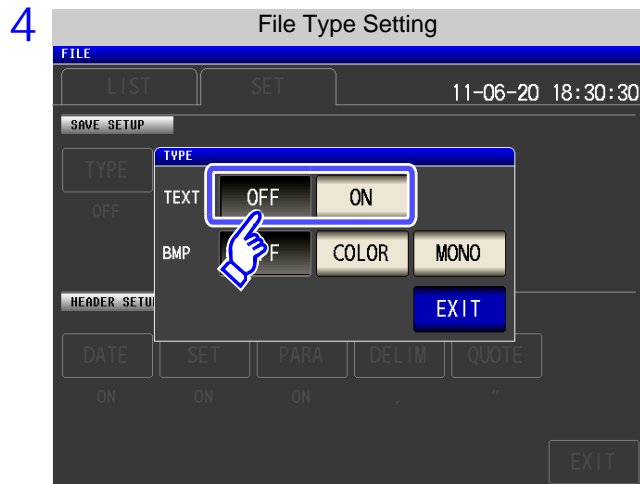 4
File Type Setting
FILE
LIST SET 11-06-20 18:30:30
SAVE SETUP
TYPE
OFF
TYPE
TEXT OFF ON
BMP COLOR MONO
EXIT
HEADER SETU
DATE SET PARA DELIM QUOTE
ON ON ON , "
EXIT